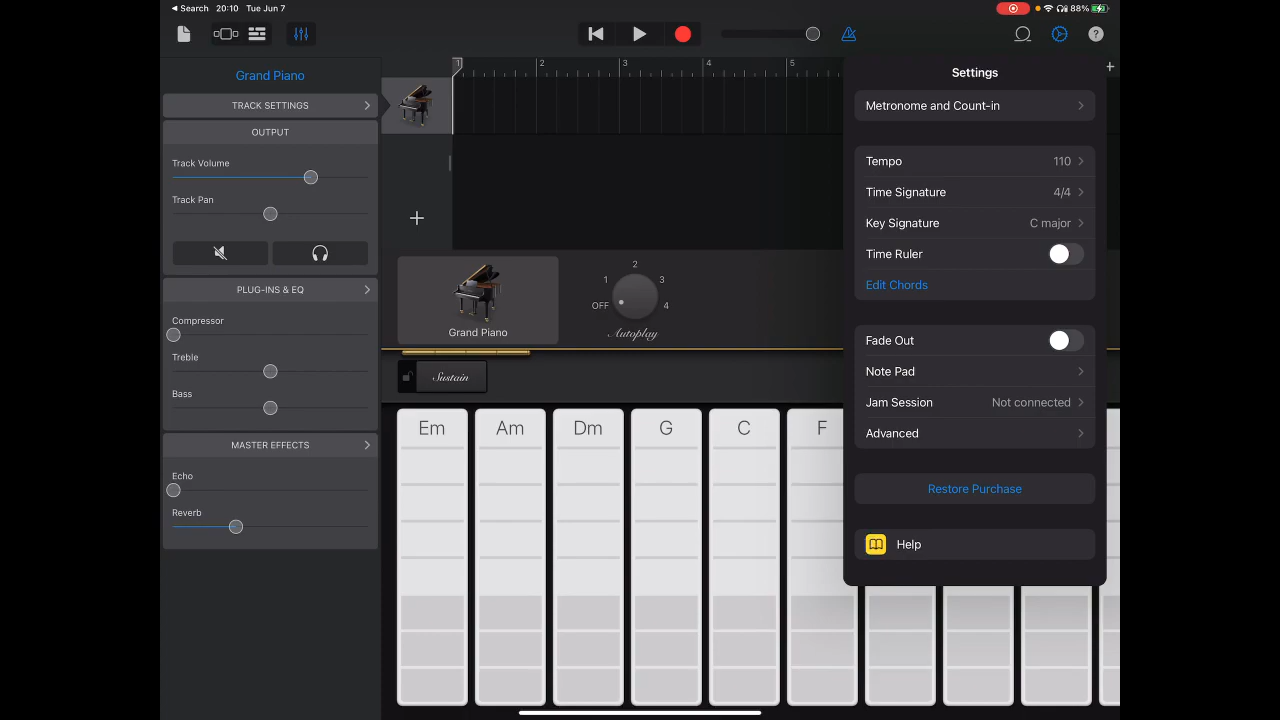 Search 20:10 Tue Jun 7
88%
Grand Piano
TRACK SETTINGS
OUTPUT
Track Volume
Track Pan
PLUG-INS & EQ
Compressor
Treble
Bass
MASTER EFFECTS
Echo
Reverb
1 2 3 4 5
Grand Piano
OFF 1 2 3 4
Autoplay
Sustain
Em Am Dm G C F
Settings
Metronome and Count-in
Tempo 110
Time Signature 4/4
Key Signature C major
Time Ruler
Edit Chords
Fade Out
Note Pad
Jam Session Not connected
Advanced
Restore Purchase
Help